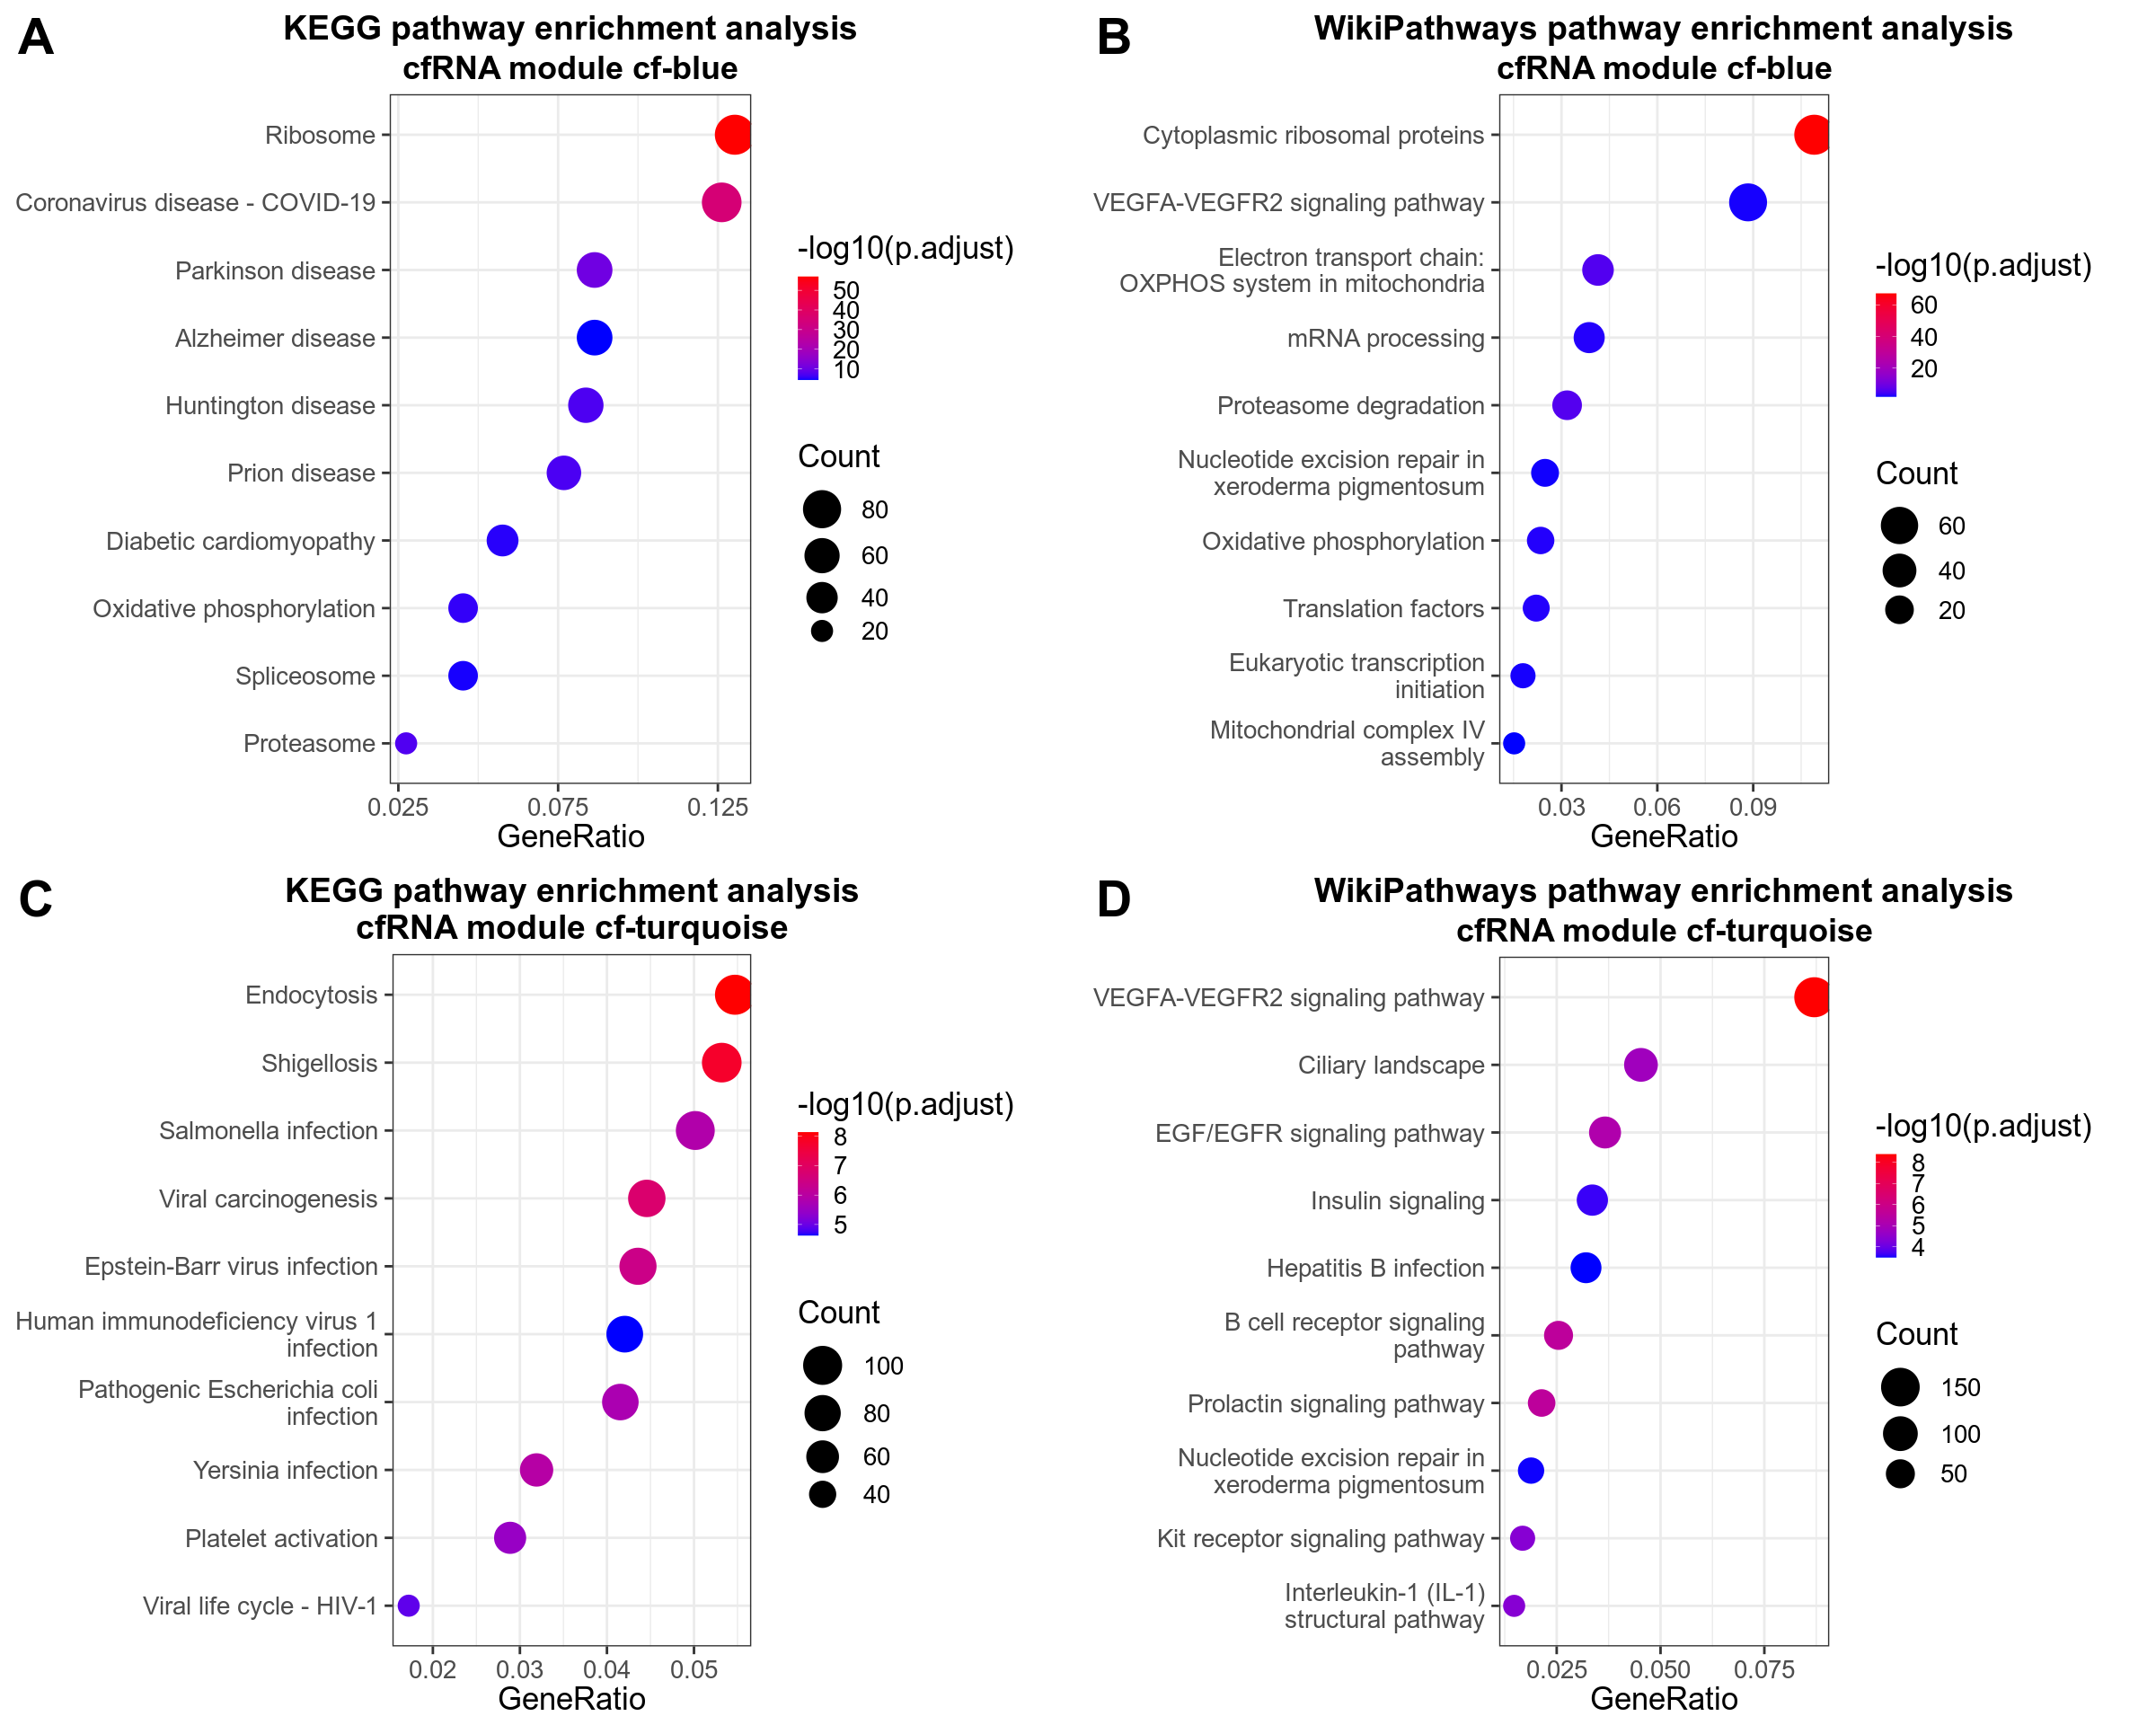 A
KEGG pathway enrichment analysis
cfRNA module cf-blue
Ribosome
Coronavirus disease - COVID-19
Parkinson disease
Alzheimer disease
Huntington disease
Prion disease
Diabetic cardiomyopathy
Oxidative phosphorylation
Spliceosome
Proteasome
0.025
0.075
0.125
GeneRatio
-log10(p.adjust)
50
40
30
20
10
Count
80
60
40
20
B
WikiPathways pathway enrichment analysis
cfRNA module cf-blue
Cytoplasmic ribosomal proteins
VEGFA-VEGFR2 signaling pathway
Electron transport chain:
OXPHOS system in mitochondria
mRNA processing
Proteasome degradation
Nucleotide excision repair in
xeroderma pigmentosum
Oxidative phosphorylation
Translation factors
Eukaryotic transcription
initiation
Mitochondrial complex IV
assembly
0.03
0.06
0.09
GeneRatio
-log10(p.adjust)
60
40
20
Count
60
40
20
C
KEGG pathway enrichment analysis
cfRNA module cf-turquoise
Endocytosis
Shigellosis
Salmonella infection
Viral carcinogenesis
Epstein-Barr virus infection
Human immunodeficiency virus 1
infection
Pathogenic Escherichia coli
infection
Yersinia infection
Platelet activation
Viral life cycle - HIV-1
0.02
0.03
0.04
0.05
GeneRatio
-log10(p.adjust)
8
7
6
5
Count
100
80
60
40
D
WikiPathways pathway enrichment analysis
cfRNA module cf-turquoise
VEGFA-VEGFR2 signaling pathway
Ciliary landscape
EGF/EGFR signaling pathway
Insulin signaling
Hepatitis B infection
B cell receptor signaling
pathway
Prolactin signaling pathway
Nucleotide excision repair in
xeroderma pigmentosum
Kit receptor signaling pathway
Interleukin-1 (IL-1)
structural pathway
0.025
0.050
0.075
GeneRatio
-log10(p.adjust)
8
7
6
5
4
Count
150
100
50